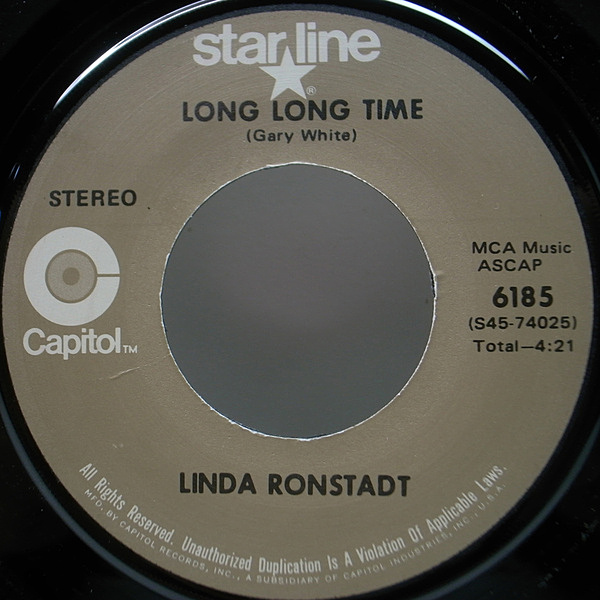 starline
®
LONG LONG TIME
(Gary White)
STEREO
Capitol™
MCA Music
ASCAP
6185
(S45-74025)
Total—4:21
LINDA RONSTADT
All Rights Reserved. Unauthorized Duplication Is A Violation Of Applicable Laws.
MFD. BY CAPITOL RECORDS, INC., A SUBSIDIARY OF CAPITOL INDUSTRIES, INC., U.S.A.